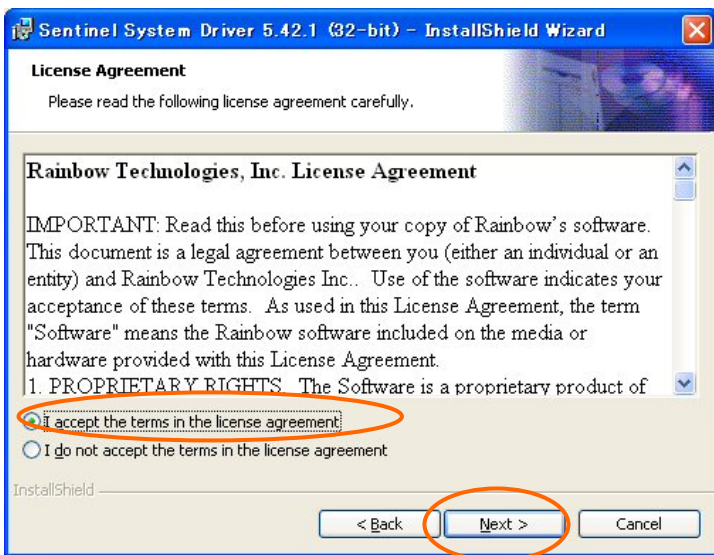 Sentinel System Driver 5.42.1 (32-bit) - InstallShield Wizard
License Agreement
Please read the following license agreement carefully.
Rainbow Technologies, Inc. License Agreement
IMPORTANT: Read this before using your copy of Rainbow's software.
This document is a legal agreement between you (either an individual or an
entity) and Rainbow Technologies Inc..  Use of the software indicates your
acceptance of these terms.  As used in this License Agreement, the term
"Software" means the Rainbow software included on the media or
hardware provided with this License Agreement.
1. PROPRIETARY RIGHTS.  The Software is a proprietary product of
I accept the terms in the license agreement
I do not accept the terms in the license agreement
InstallShield
< Back
Next >
Cancel